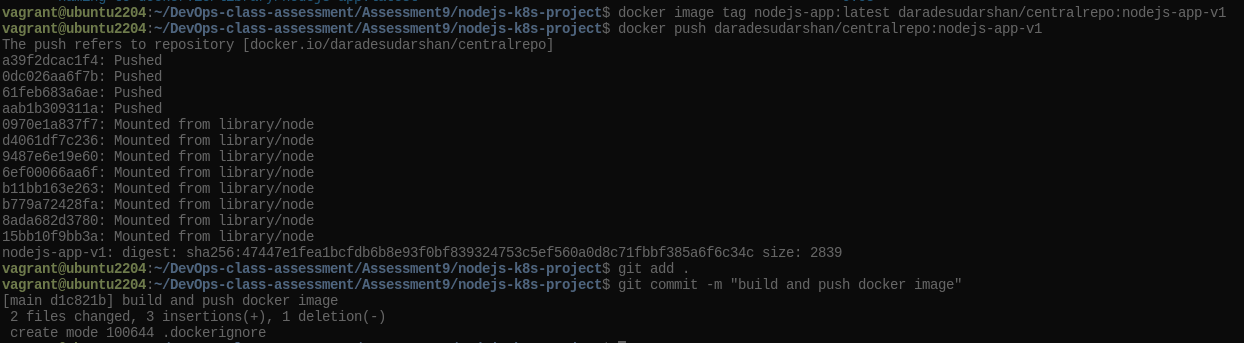 vagrant@ubuntu2204:~/DevOps-class-assessment/Assessment9/nodejs-k8s-project$ docker image tag nodejs-app:latest daradesudarshan/centralrepo:nodejs-app-v1
vagrant@ubuntu2204:~/DevOps-class-assessment/Assessment9/nodejs-k8s-project$ docker push daradesudarshan/centralrepo:nodejs-app-v1
The push refers to repository [docker.io/daradesudarshan/centralrepo]
a39f2dcac1f4: Pushed
0dc026aa6f7b: Pushed
61feb683a6ae: Pushed
aab1b309311a: Pushed
0970e1a837f7: Mounted from library/node
d4061df7c236: Mounted from library/node
9487e6e19e60: Mounted from library/node
6ef00066aa6f: Mounted from library/node
b11bb163e263: Mounted from library/node
b779a72428fa: Mounted from library/node
8ada682d3780: Mounted from library/node
15bb10f9bb3a: Mounted from library/node
nodejs-app-v1: digest: sha256:47447e1fea1bcfdb6b8e93f0bf839324753c5ef560a0d8c71fbbf385a6f6c34c size: 2839
vagrant@ubuntu2204:~/DevOps-class-assessment/Assessment9/nodejs-k8s-project$ git add .
vagrant@ubuntu2204:~/DevOps-class-assessment/Assessment9/nodejs-k8s-project$ git commit -m "build and push docker image"
[main d1c821b] build and push docker image
2 files changed, 3 insertions(+), 1 deletion(-)
create mode 100644 .dockerignore